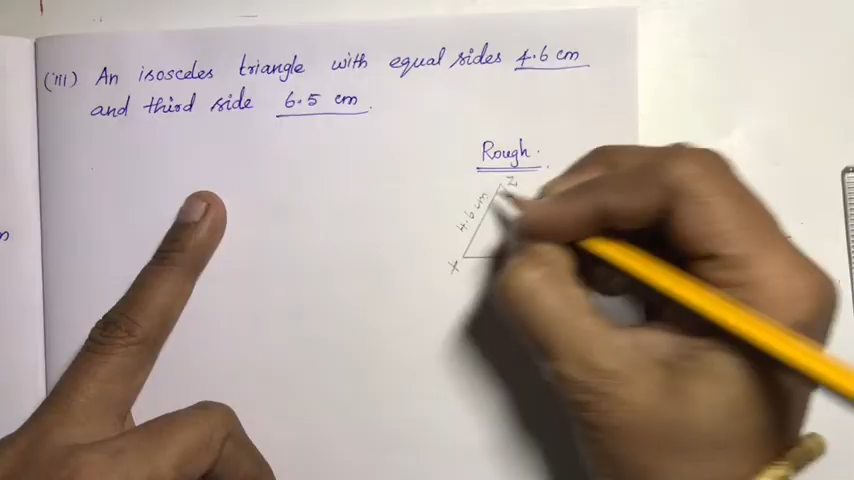 (iii) An isosceles triangle with equal sides 4.6 cm
and third side 6.5 cm.
Rough.
Z
4.6 cm
X